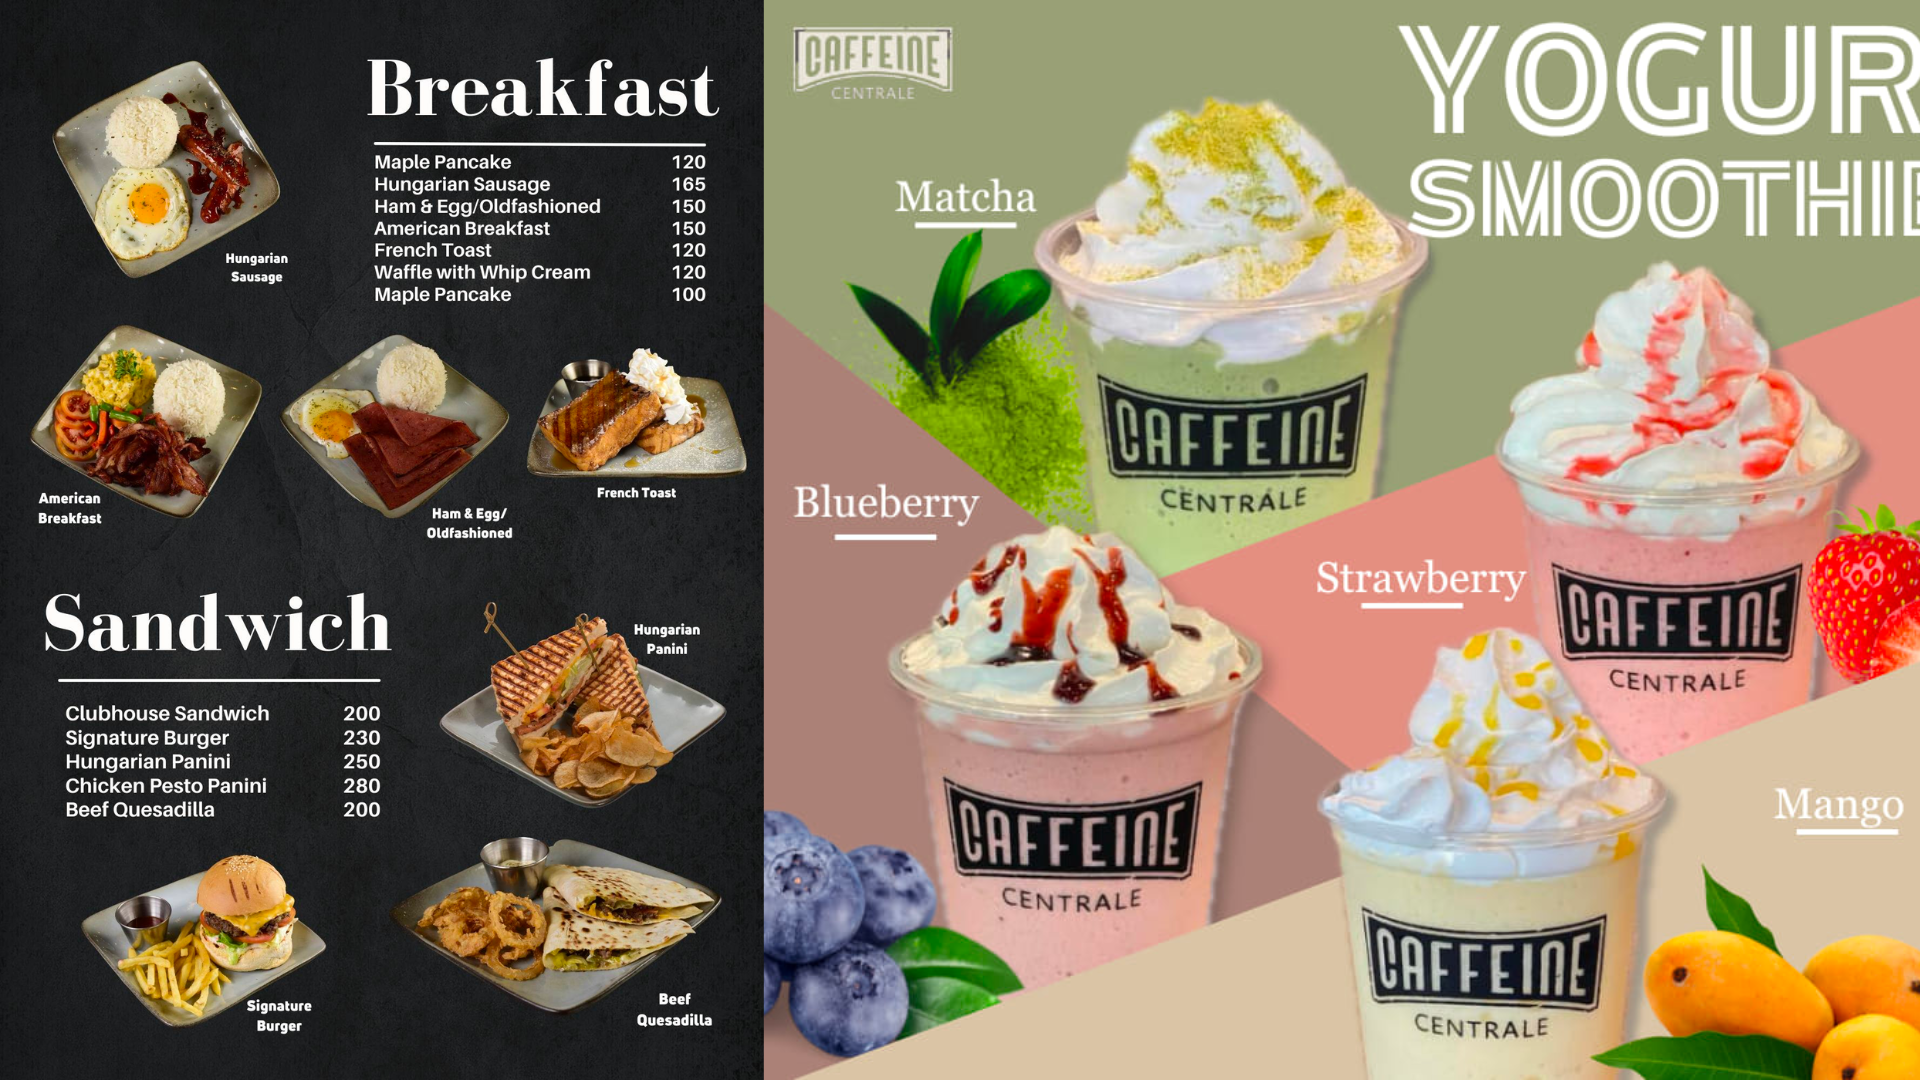 Breakfast
Maple Pancake 120
Hungarian Sausage 165
Ham & Egg/Oldfashioned 150
American Breakfast 150
French Toast 120
Waffle with Whip Cream 120
Maple Pancake 100
Hungarian
Sausage
American
Breakfast
Ham & Egg/
Oldfashioned
French Toast
Sandwich
Clubhouse Sandwich 200
Signature Burger 230
Hungarian Panini 250
Chicken Pesto Panini 280
Beef Quesadilla 200
Hungarian
Panini
Signature
Burger
Beef
Quesadilla
CAFFEINE
CENTRALE
YOGUR
SMOOTHIE
Matcha
CAFFEINE
CENTRALE
Blueberry
CAFFEINE
CENTRALE
Strawberry
CAFFEINE
CENTRALE
Mango
CAFFEINE
CENTRALE